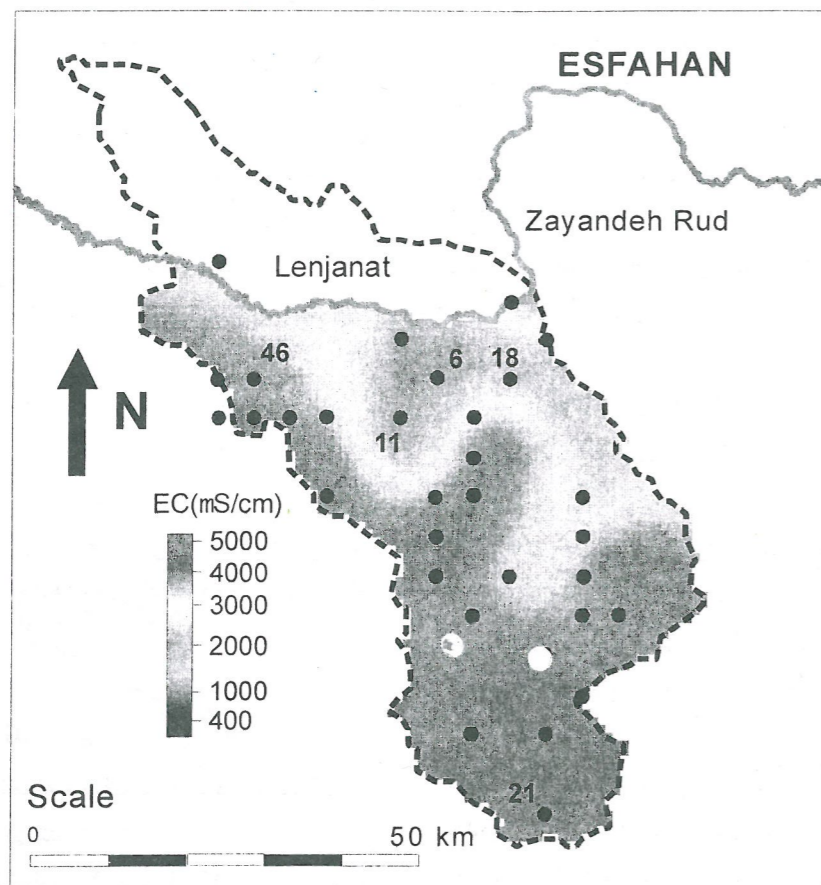 ESFAHAN
Zayandeh Rud
Lenjanat
46
6
18
N
11
EC(mS/cm)
5000
4000
3000
2000
1000
400
21
Scale
0
50 km